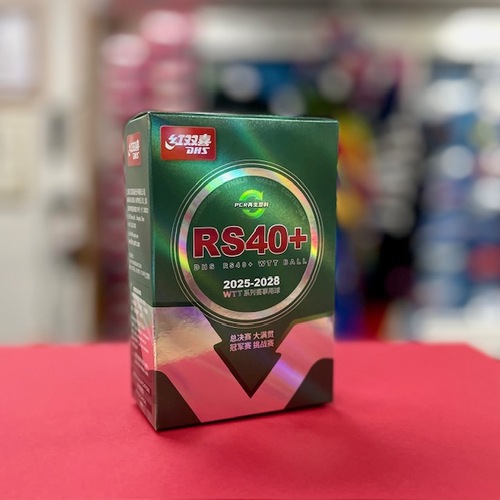 红双喜
DHS
PCR再生塑料
RS40+
DHS RS40+ WTT BALL
2025-2028
WTT系列赛事用球
总决赛 大满贯
冠军赛 挑战赛